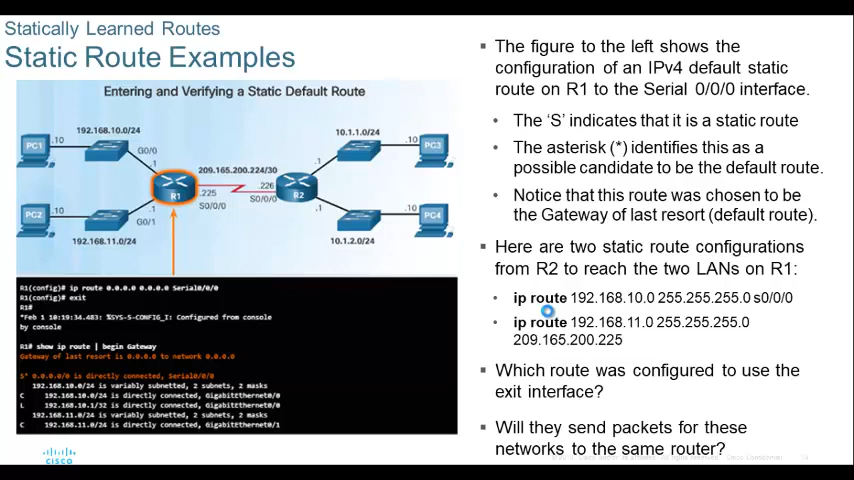 Statically Learned Routes
Static Route Examples
Entering and Verifying a Static Default Route
192.168.10.0/24
10.1.1.0/24
PC1
.10
G0/0
.1
.1
.10
PC3
209.165.200.224/30
R1
.225
S0/0/0
.226
S0/0/0
R2
PC2
.10
.1
G0/1
.1
.10
PC4
192.168.11.0/24
10.1.2.0/24
R1(config)# ip route 0.0.0.0 0.0.0.0 Serial0/0/0
R1(config)# exit
R1#
*Feb 1 10:19:34.483: %SYS-5-CONFIG_I: Configured from console
by console
R1# show ip route | begin Gateway
Gateway of last resort is 0.0.0.0 to network 0.0.0.0
S* 0.0.0.0/0 is directly connected, Serial0/0/0
192.168.10.0/24 is variably subnetted, 2 subnets, 2 masks
C 192.168.10.0/24 is directly connected, GigabitEthernet0/0
L 192.168.10.1/32 is directly connected, GigabitEthernet0/0
192.168.11.0/24 is variably subnetted, 2 subnets, 2 masks
C 192.168.11.0/24 is directly connected, GigabitEthernet0/1
CISCO
▪ The figure to the left shows the
configuration of an IPv4 default static
route on R1 to the Serial 0/0/0 interface.
• The ‘S’ indicates that it is a static route
• The asterisk (*) identifies this as a
possible candidate to be the default route.
• Notice that this route was chosen to be
the Gateway of last resort (default route).
▪ Here are two static route configurations
from R2 to reach the two LANs on R1:
• ip route 192.168.10.0 255.255.255.0 s0/0/0
• ip route 192.168.11.0 255.255.255.0
209.165.200.225
▪ Which route was configured to use the
exit interface?
▪ Will they send packets for these
networks to the same router?